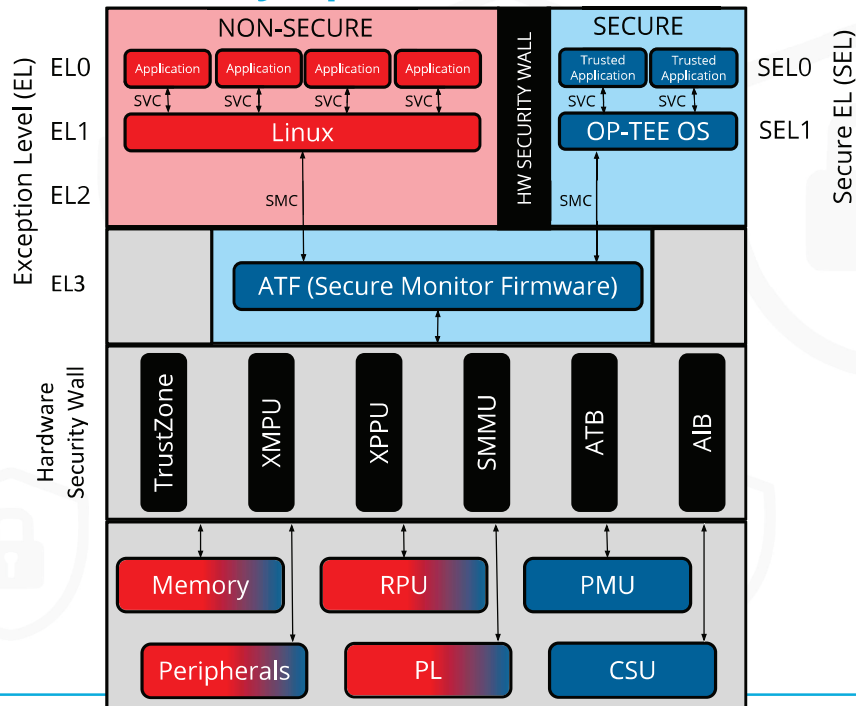 NON-SECURE
SECURE
Exception Level (EL)
EL0
Application
Application
Application
Application
Trusted
Application
Trusted
Application
SEL0
Secure EL (SEL)
SVC
SVC
SVC
SVC
SVC
SVC
EL1
Linux
HW SECURITY WALL
OP-TEE OS
SEL1
EL2
SMC
SMC
EL3
ATF (Secure Monitor Firmware)
Hardware
Security Wall
TrustZone
XMPU
XPPU
SMMU
ATB
AIB
Memory
RPU
PMU
Peripherals
PL
CSU